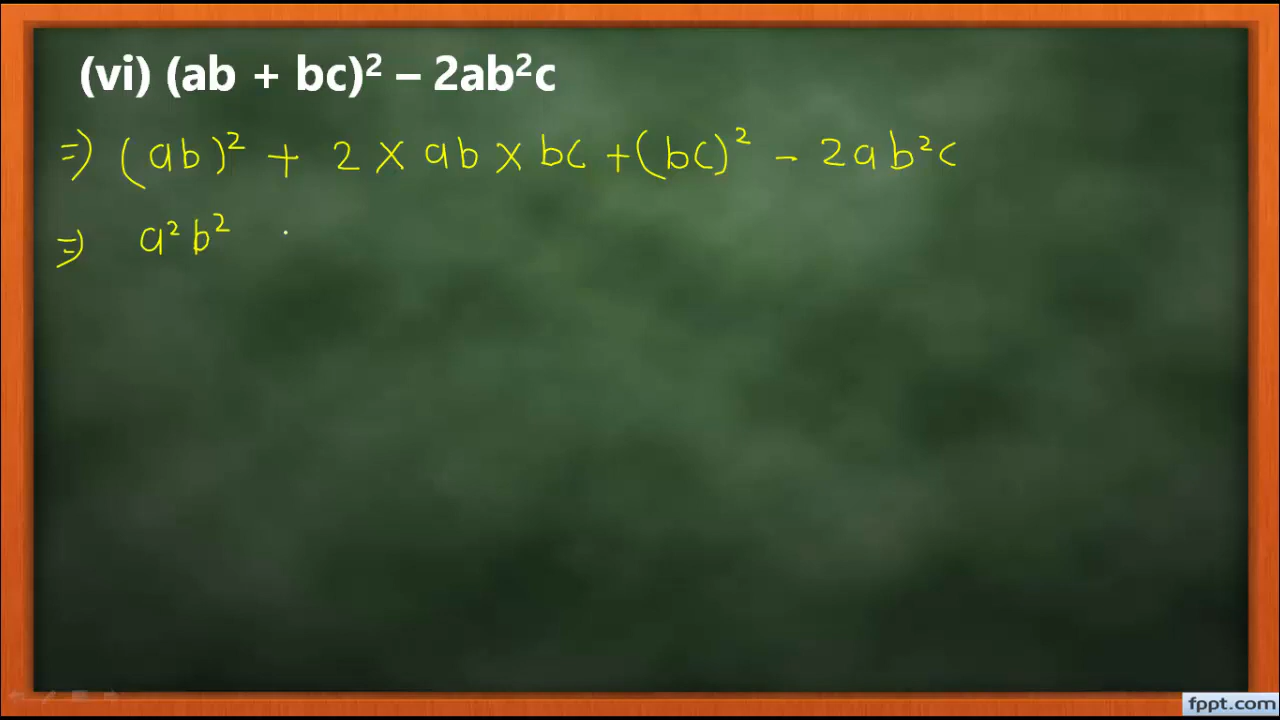 (vi) (ab + bc)² – 2ab²c
⇒ (ab)² + 2 × ab × bc + (bc)² - 2ab²c
⇒ a²b²
fppt.com